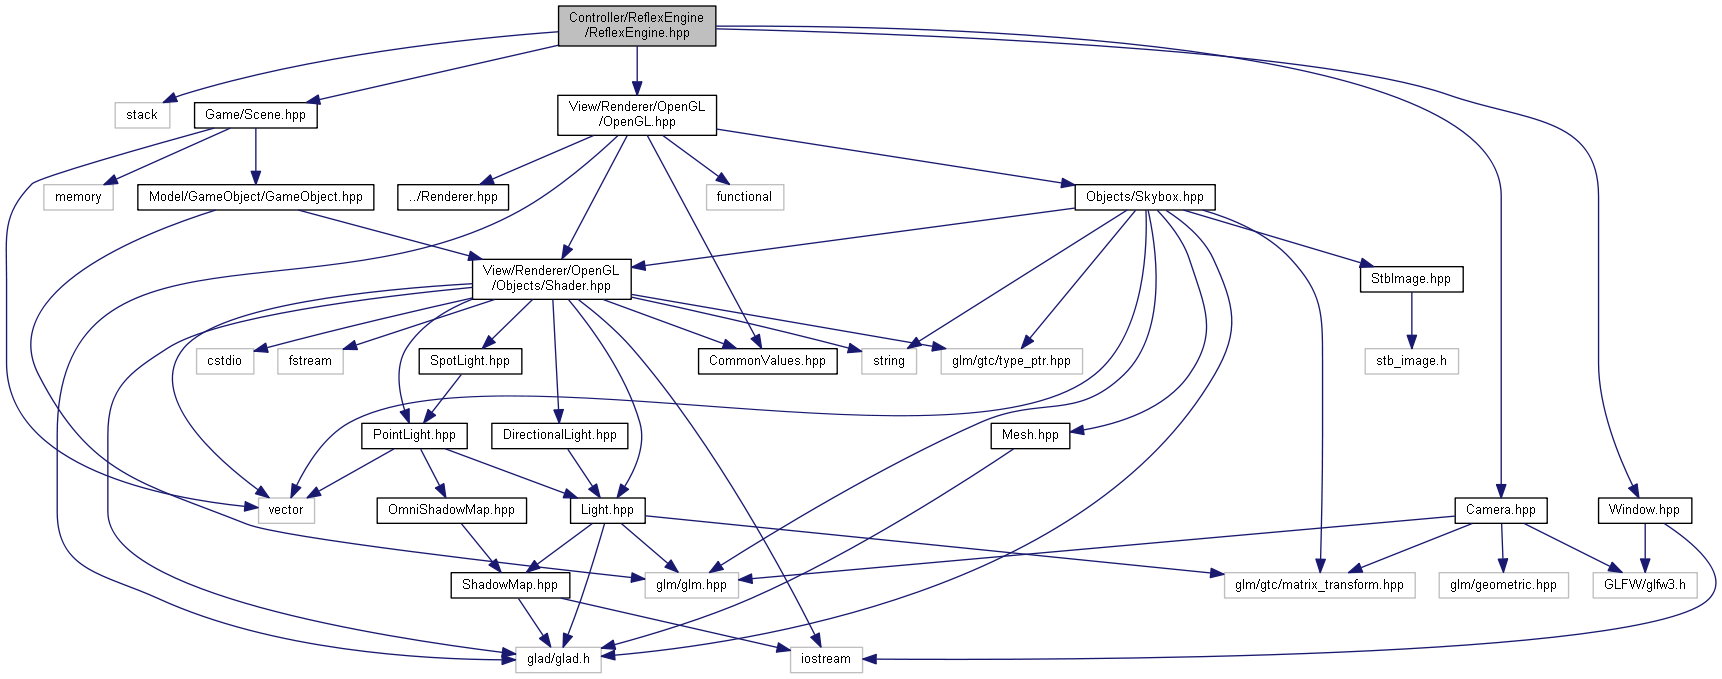 Controller/ReflexEngine
/ReflexEngine.hpp
stack
Game/Scene.hpp
View/Renderer/OpenGL
/OpenGL.hpp
memory
Model/GameObject/GameObject.hpp
../Renderer.hpp
functional
Objects/Skybox.hpp
View/Renderer/OpenGL
/Objects/Shader.hpp
StbImage.hpp
cstdio
fstream
SpotLight.hpp
CommonValues.hpp
string
glm/gtc/type_ptr.hpp
stb_image.h
PointLight.hpp
DirectionalLight.hpp
Mesh.hpp
vector
OmniShadowMap.hpp
Light.hpp
Camera.hpp
Window.hpp
ShadowMap.hpp
glm/glm.hpp
glm/gtc/matrix_transform.hpp
glm/geometric.hpp
GLFW/glfw3.h
glad/glad.h
iostream